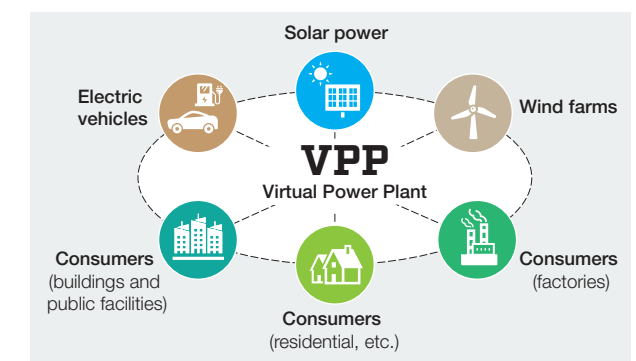 Solar power
Electric
vehicles
Wind farms
VPP
Virtual Power Plant
Consumers
(buildings and
public facilities)
Consumers
(factories)
Consumers
(residential, etc.)